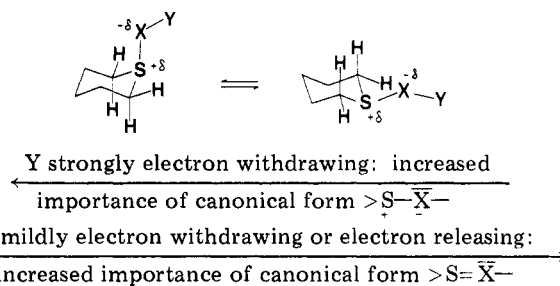 -δ X Y
H S +δ
H H
H
H
H X -δ
H S Y
H +δ
Y strongly electron withdrawing: increased
importance of canonical form >S—X—
+ -
mildly electron withdrawing or electron releasing:
increased importance of canonical form >S=X—